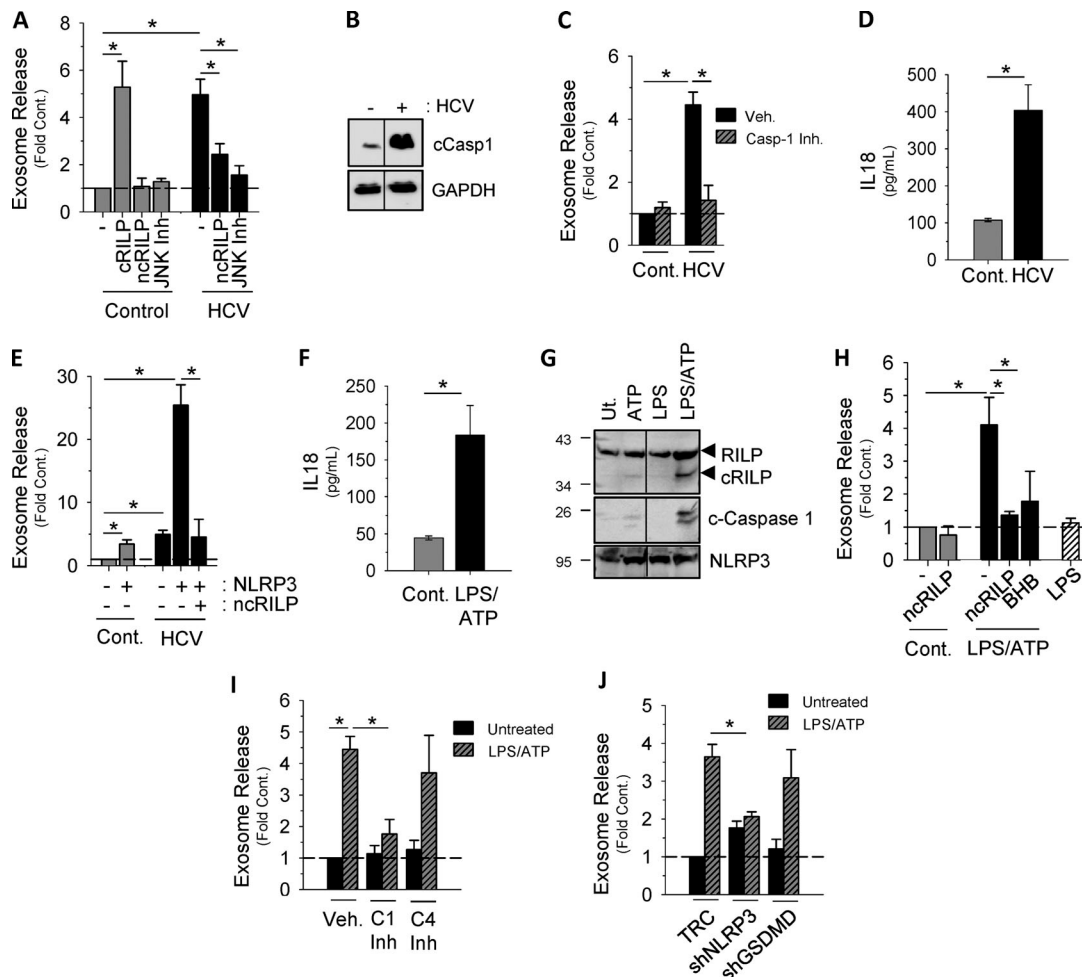 A
Exosome Release
(Fold Cont.)
8
6
4
2
0
*
*
*
*
-
cRILP
ncRILP
JNK Inh
-
ncRILP
JNK Inh
Control
HCV
B
- + : HCV
cCasp1
GAPDH
C
Exosome Release
(Fold Cont.)
6
4
2
0
*
*
Veh.
Casp-1 Inh.
Cont. HCV
D
IL18
(pg/mL)
500
400
300
200
100
0
*
Cont. HCV
E
Exosome Release
(Fold Cont.)
30
20
10
0
*
*
*
*
- + - + + : NLRP3
- - - - + : ncRILP
Cont.
HCV
F
IL18
(pg/mL)
250
200
150
100
50
0
*
Cont. LPS/
ATP
G
Ut.
ATP
LPS
LPS/ATP
43
34
26
95
RILP
cRILP
c-Caspase 1
NLRP3
H
Exosome Release
(Fold Cont.)
6
5
4
3
2
1
0
*
*
*
-
ncRILP
-
ncRILP
BHB
LPS
Cont.
LPS/ATP
I
Exosome Release
(Fold Cont.)
6
5
4
3
2
1
0
*
*
Untreated
LPS/ATP
Veh.
C1
Inh
C4
Inh
J
Exosome Release
(Fold Cont.)
5
4
3
2
1
0
*
Untreated
LPS/ATP
TRC
shNLRP3
shGSDMD